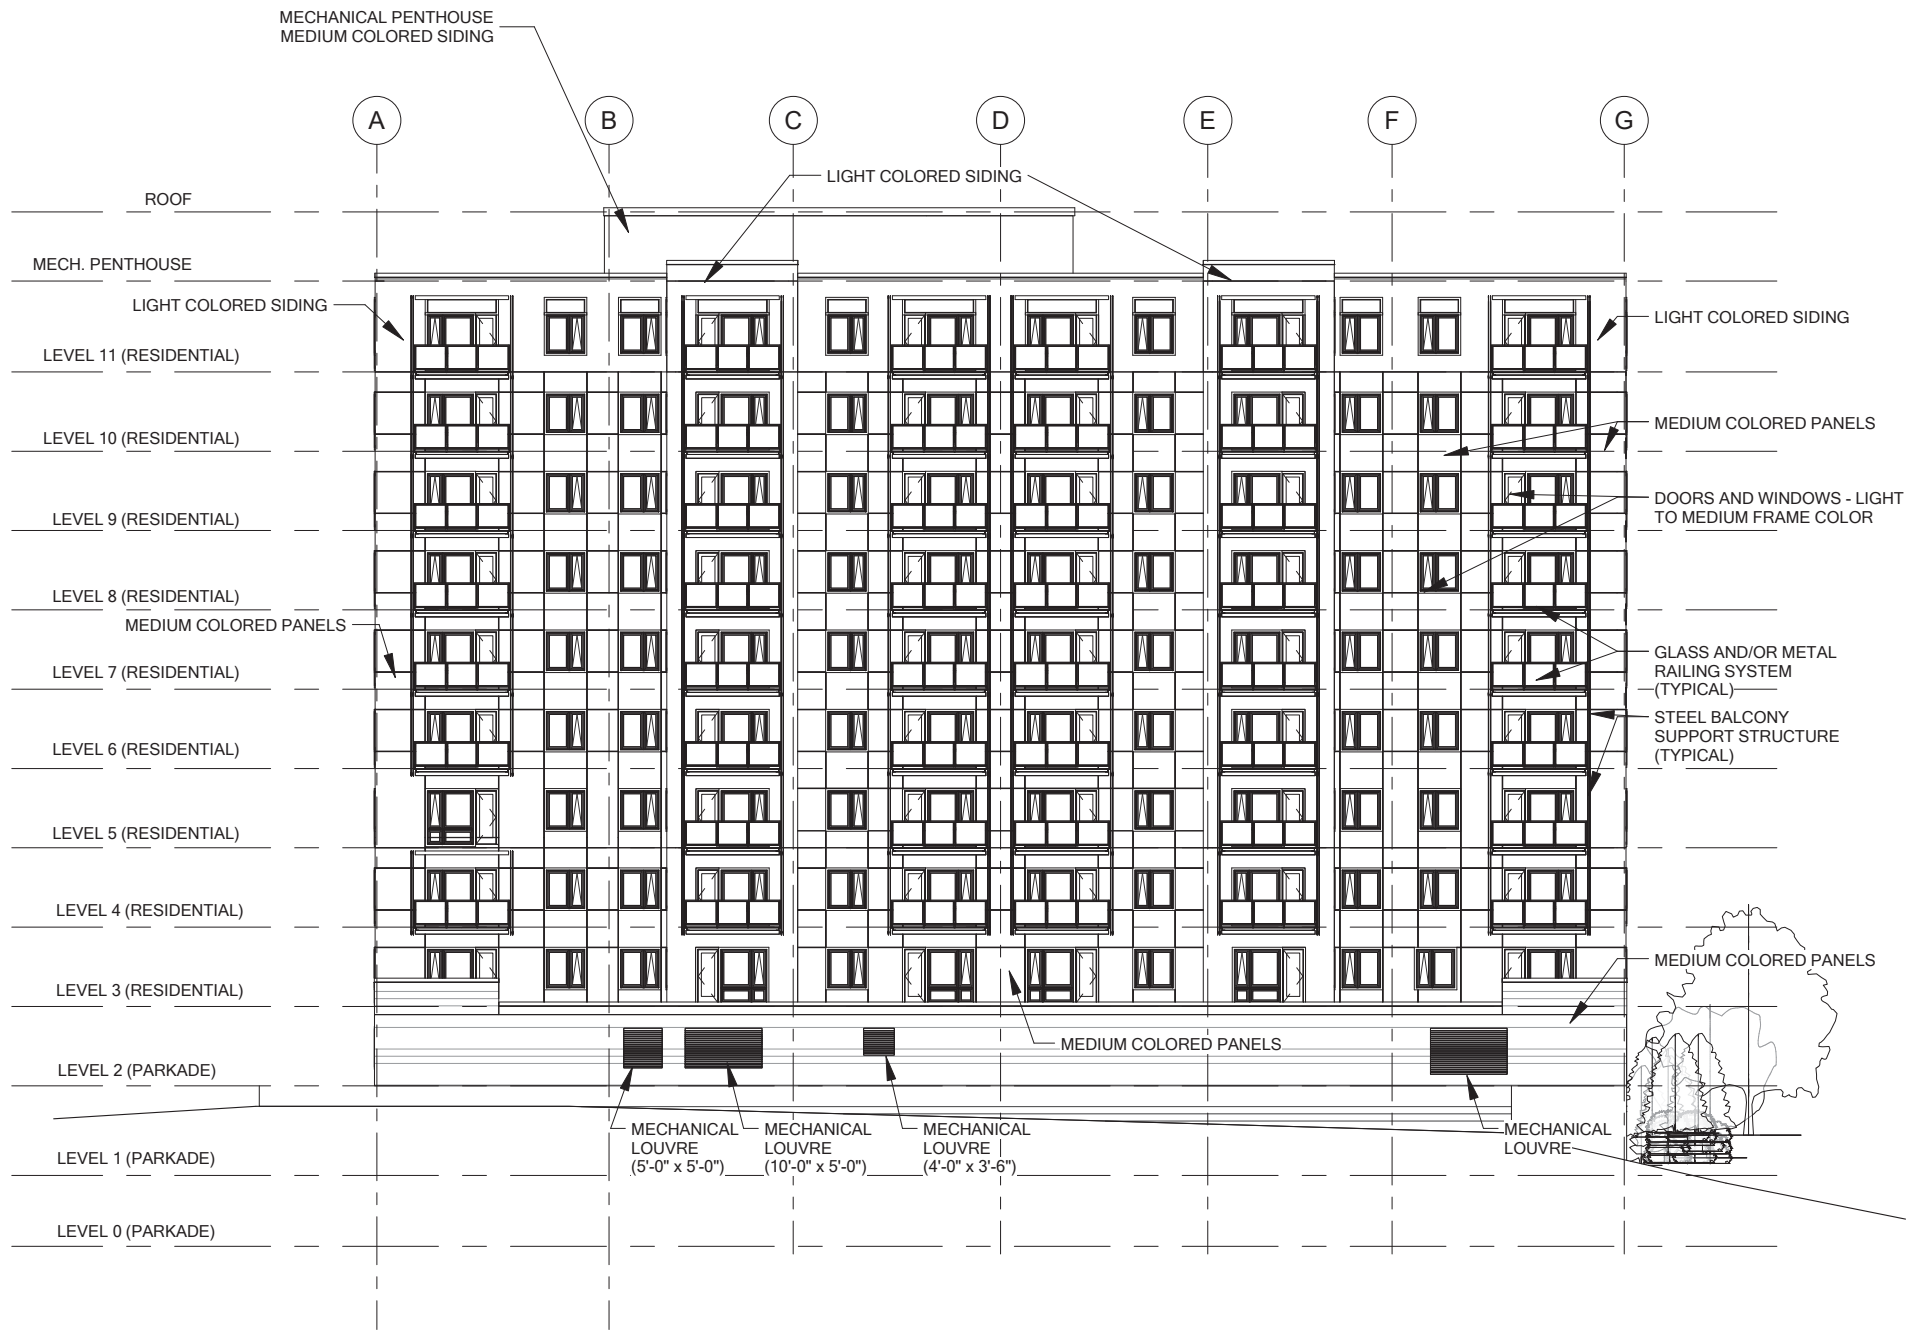 MECHANICAL PENTHOUSE
MEDIUM COLORED SIDING
A
B
C
D
E
F
G
LIGHT COLORED SIDING
ROOF
MECH. PENTHOUSE
LIGHT COLORED SIDING
LIGHT COLORED SIDING
LEVEL 11 (RESIDENTIAL)
MEDIUM COLORED PANELS
LEVEL 10 (RESIDENTIAL)
DOORS AND WINDOWS - LIGHT
TO MEDIUM FRAME COLOR
LEVEL 9 (RESIDENTIAL)
LEVEL 8 (RESIDENTIAL)
MEDIUM COLORED PANELS
GLASS AND/OR METAL
RAILING SYSTEM
(TYPICAL)
LEVEL 7 (RESIDENTIAL)
STEEL BALCONY
SUPPORT STRUCTURE
(TYPICAL)
LEVEL 6 (RESIDENTIAL)
LEVEL 5 (RESIDENTIAL)
LEVEL 4 (RESIDENTIAL)
MEDIUM COLORED PANELS
LEVEL 3 (RESIDENTIAL)
MEDIUM COLORED PANELS
LEVEL 2 (PARKADE)
MECHANICAL
LOUVRE
(5'-0" x 5'-0")
MECHANICAL
LOUVRE
(10'-0" x 5'-0")
MECHANICAL
LOUVRE
(4'-0" x 3'-6")
MECHANICAL
LOUVRE
LEVEL 1 (PARKADE)
LEVEL 0 (PARKADE)